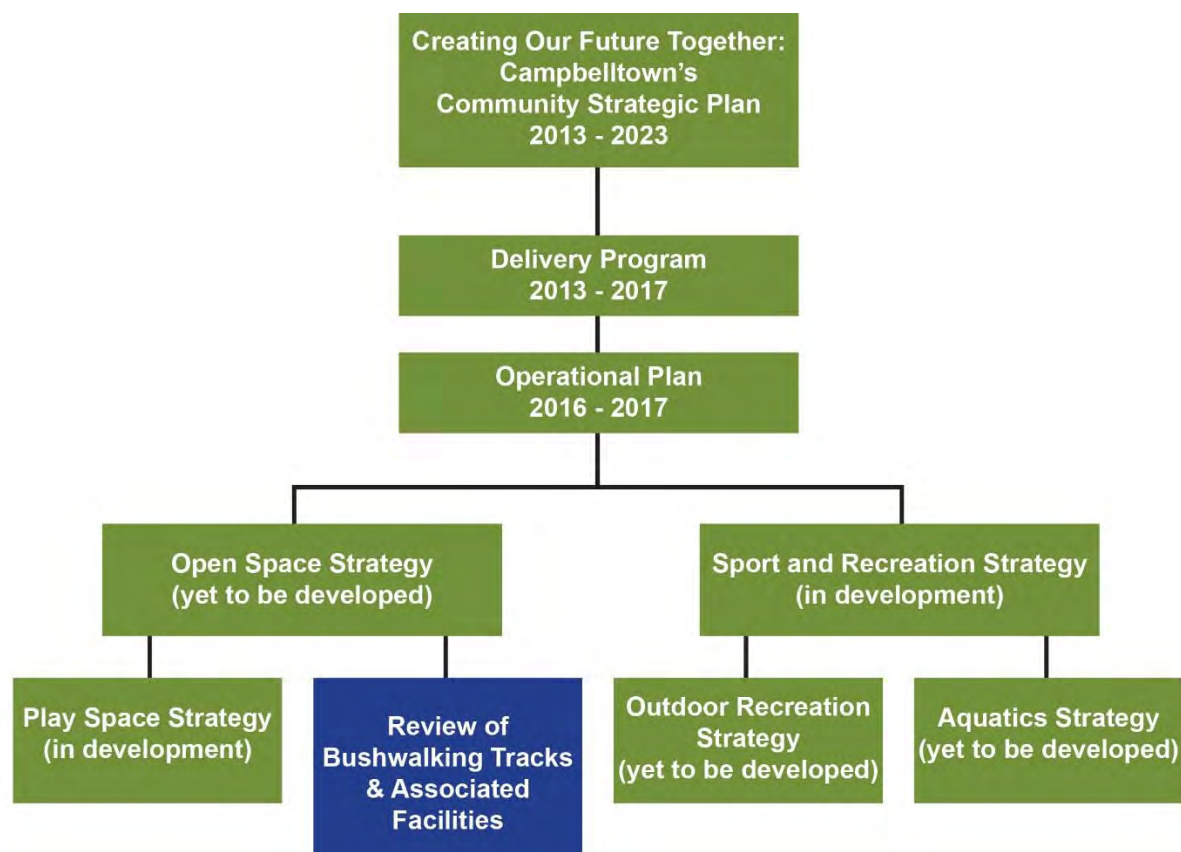 Creating Our Future Together:
Campbelltown's
Community Strategic Plan
2013 - 2023
Delivery Program
2013 - 2017
Operational Plan
2016 - 2017
Open Space Strategy
(yet to be developed)
Sport and Recreation Strategy
(in development)
Play Space Strategy
(in development)
Review of
Bushwalking Tracks
& Associated
Facilities
Outdoor Recreation
Strategy
(yet to be developed)
Aquatics Strategy
(yet to be developed)